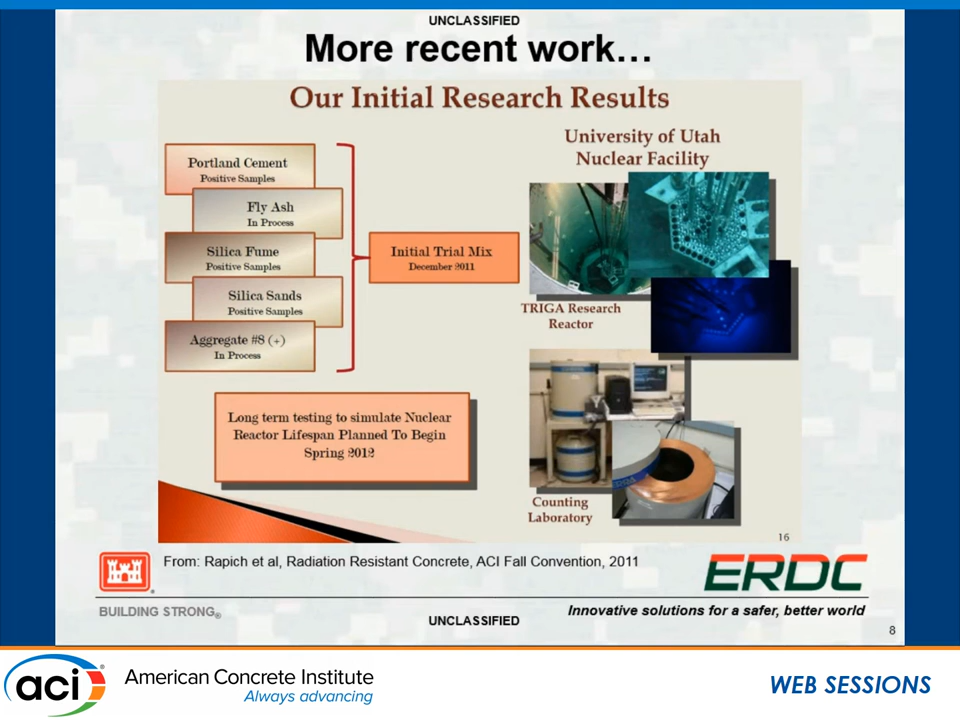 UNCLASSIFIED
More recent work…
Our Initial Research Results
University of Utah
Nuclear Facility
Portland Cement
Positive Samples
Fly Ash
In Process
Silica Fume
Positive Samples
Silica Sands
Positive Samples
Aggregate #8 (+)
In Process
Initial Trial Mix
December 2011
TRIGA Research
Reactor
Long term testing to simulate Nuclear
Reactor Lifespan Planned To Begin
Spring 2012
Counting
Laboratory
16
From: Rapich et al, Radiation Resistant Concrete, ACI Fall Convention, 2011
ERDC
BUILDING STRONG®
Innovative solutions for a safer, better world
UNCLASSIFIED
8
aci®
American Concrete Institute
Always advancing
WEB SESSIONS